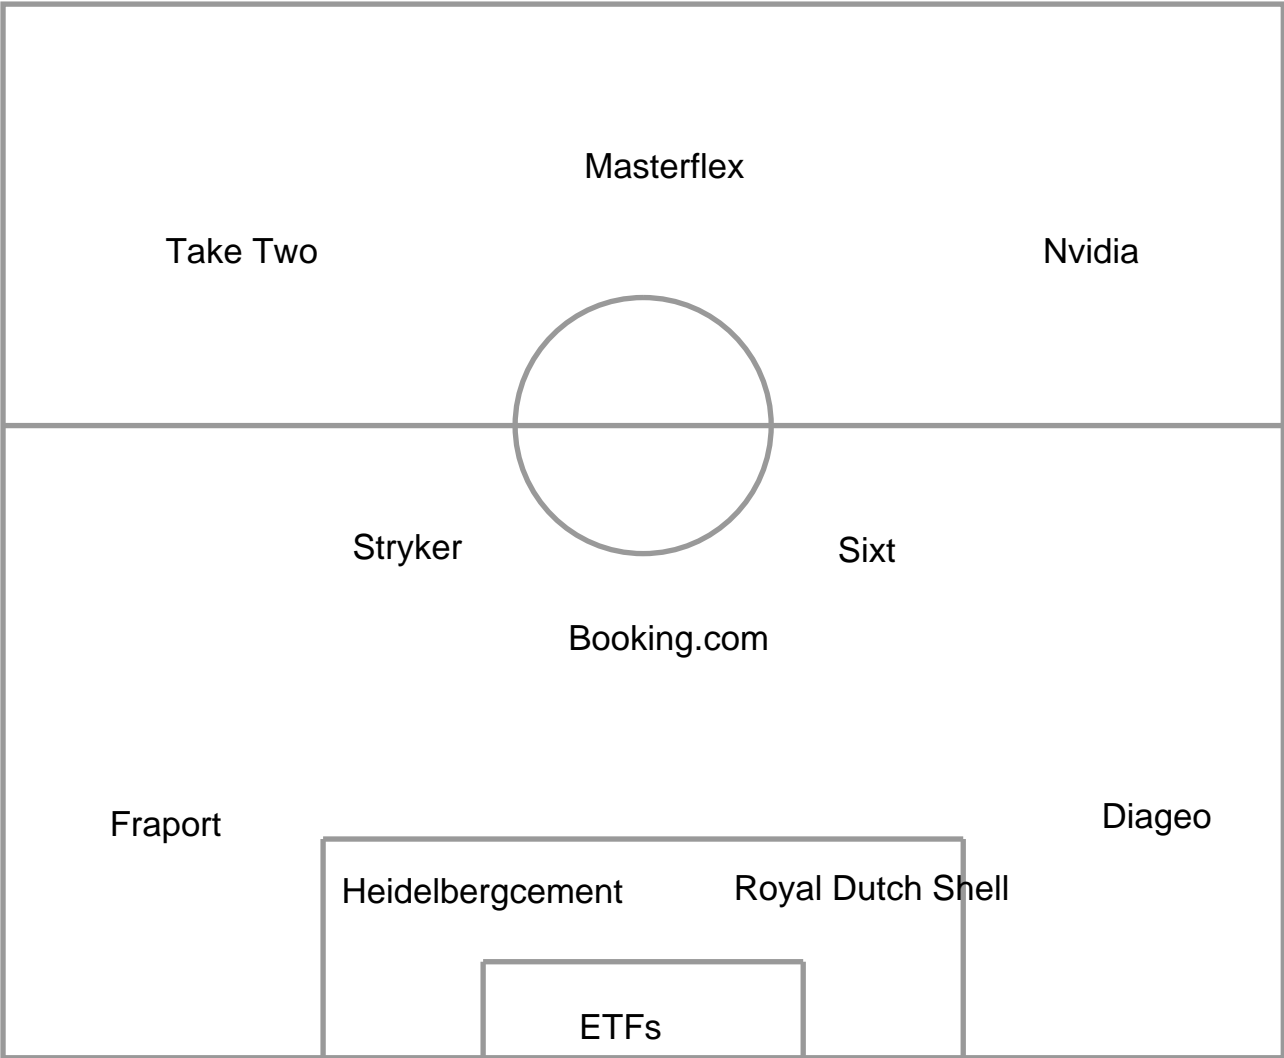 Masterflex
Take Two
Nvidia
Stryker
Sixt
Booking.com
Fraport
Diageo
Heidelbergcement
Royal Dutch Shell
ETFs